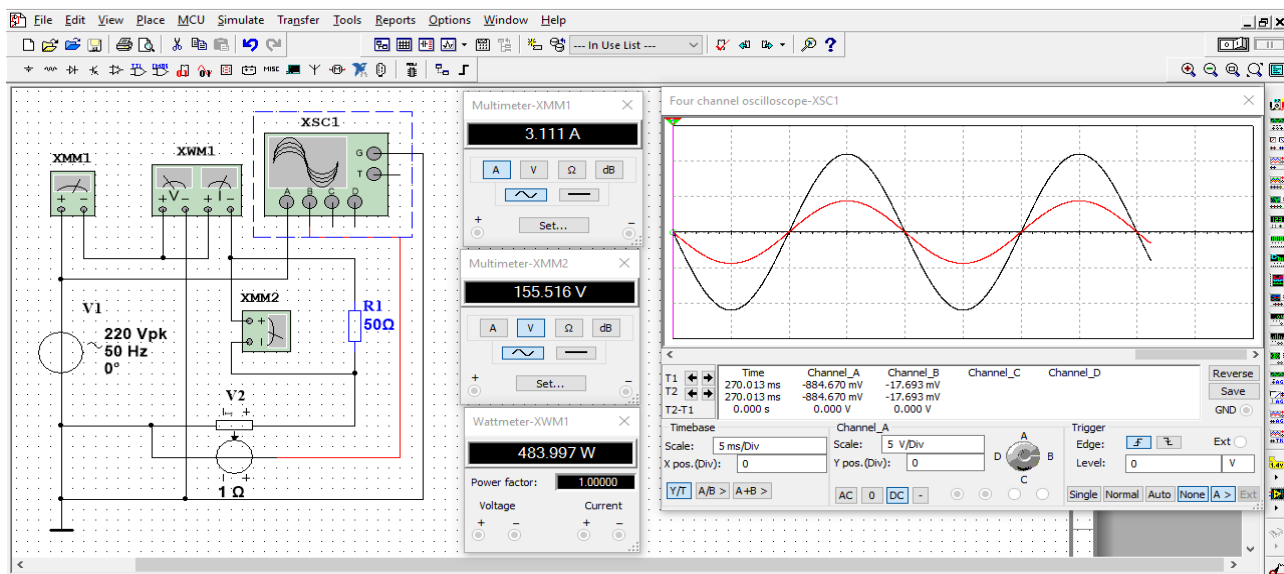 File Edit View Place MCU Simulate Transfer Tools Reports Options Window Help
--- In Use List ---
MISC
XSC1
G
T
A B C D
XMM1
XWM1
+ -
V
I
+ - + -
XMM2
+
R1
50Ω
V1
220 Vpk
50 Hz
0°
V2
1 Ω
Multimeter-XMM1
3.111 A
A V Ω dB
Set...
+ -
Multimeter-XMM2
155.516 V
A V Ω dB
Set...
+ -
Wattmeter-XWM1
483.997 W
Power factor: 1.00000
Voltage Current
+ - + -
Four channel oscilloscope-XSC1
Time Channel_A Channel_B Channel_C Channel_D
T1 270.013 ms -884.670 mV -17.693 mV
T2 270.013 ms -884.670 mV -17.693 mV
T2-T1 0.000 s 0.000 V 0.000 V
Reverse
Save
GND
Timebase
Scale: 5 ms/Div
X pos.(Div): 0
Y/T A/B > A+B >
Channel_A
Scale: 5 V/Div
Y pos.(Div): 0
AC 0 DC -
A
D B
C
Trigger
Edge: Ext
Level: 0 V
Single Normal Auto None A > Ext